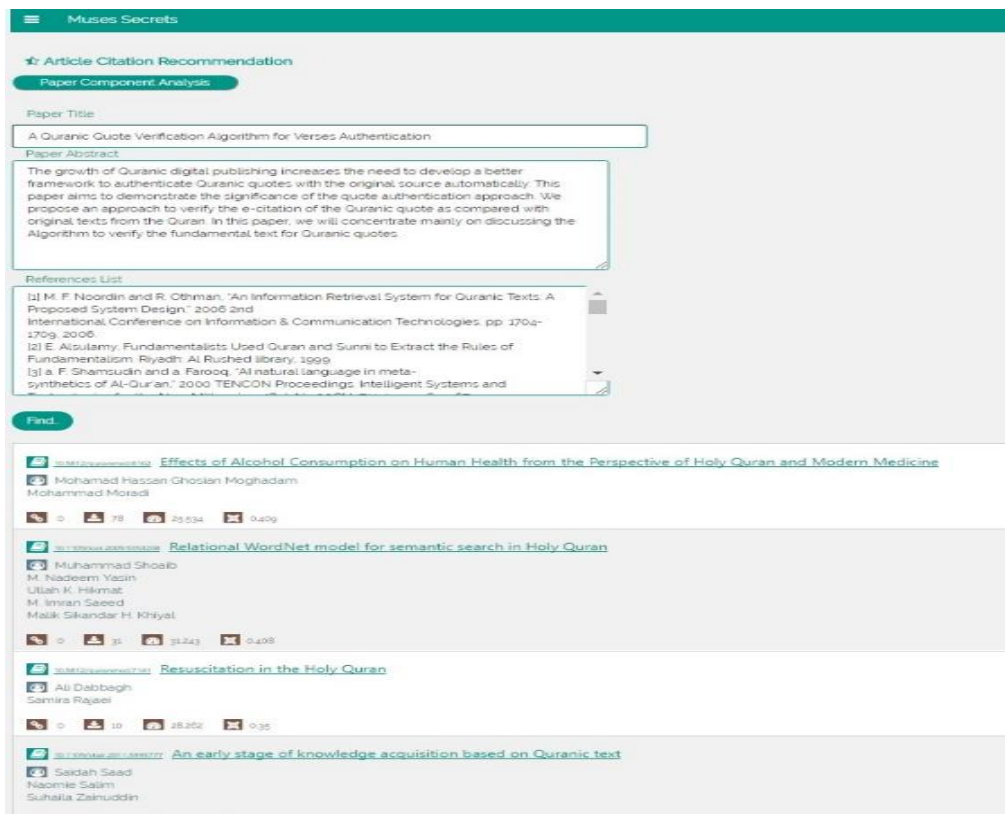 Muses Secrets
Article Citation Recommendation
Paper Component Analysis
Paper Title
A Quranic Quote Verification Algorithm for Verses Authentication
Paper Abstract
The growth of Quranic digital publishing increases the need to develop a better
framework to authenticate Quranic quotes with the original source automatically. This
paper aims to demonstrate the significance of the quote authentication approach. We
propose an approach to verify the e-citation of the Quranic quote as compared with
original texts from the Quran. In this paper, we will concentrate mainly on discussing the
Algorithm to verify the fundamental text for Quranic quotes.
References List
[1] M. F. Noordin and R. Othman, "An Information Retrieval System for Quranic Texts: A
Proposed System Design," 2006 2nd
International Conference on Information & Communication Technologies, pp. 1704-
1709, 2006.
[2] E. Alsulamy, Fundamentalists Used Quran and Sunni to Extract the Rules of
Fundamentalism. Riyadh: Al Rushed library, 1999.
[3] a. F. Shamsudin and a. Farooq, "AI natural language in meta-
synthetics of Al-Qur'an," 2000 TENCON Proceedings. Intelligent Systems and
Find..
Effects of Alcohol Consumption on Human Health from the Perspective of Holy Quran and Modern Medicine
Mohamad Hassan Ghosian Moghadam
Mohammad Moradi
0 78 25.534 0.409
Relational WordNet model for semantic search in Holy Quran
Muhammad Shoaib
M. Nadeem Yasin
Ullah K. Hikmat
M. Imran Saeed
Malik Sikandar H. Khiyal
0 31 31.243 0.408
Resuscitation in the Holy Quran
Ali Dabbagh
Samira Rajaei
0 10 28.262 0.35
An early stage of knowledge acquisition based on Quranic text
Saidah Saad
Naomie Salim
Suhaila Zainuddin